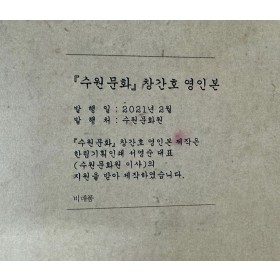 『수원문화』 창간호 영인본
발 행 일 : 2021년 2월
발 행 처 : 수원문화원
『수원문화』 창간호 영인본 제작은
한림기획인쇄 서영순 대표
(수원문화원 이사)의
지원을 받아 제작하였습니다.
비매품